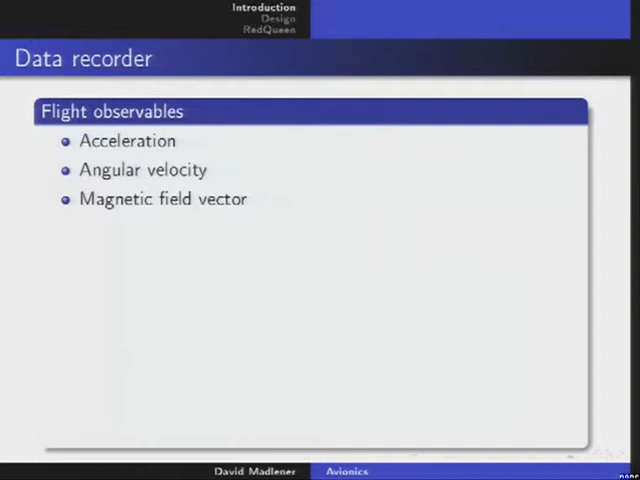 Introduction
Design
RedQueen
Data recorder
Flight observables
Acceleration
Angular velocity
Magnetic field vector
David Madlener
Avionics